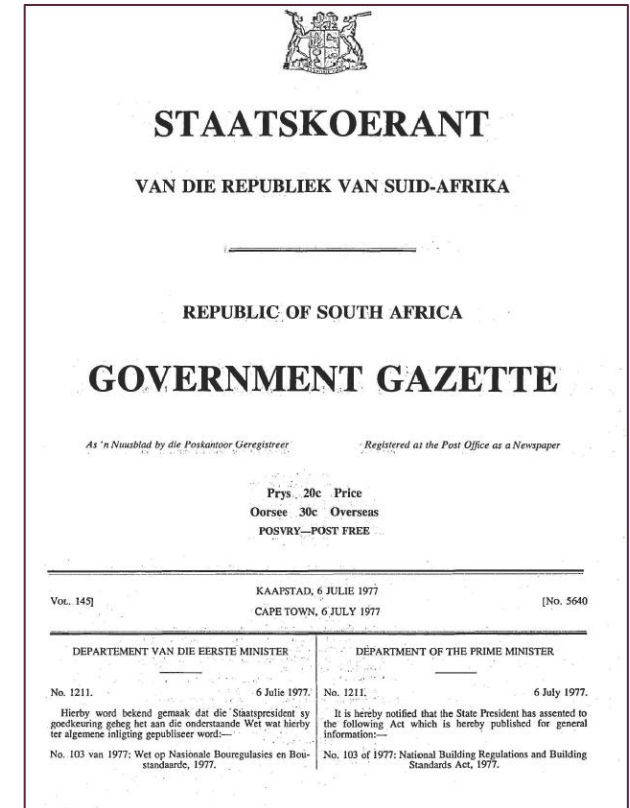 STAATSKOERANT
VAN DIE REPUBLIEK VAN SUID-AFRIKA
REPUBLIC OF SOUTH AFRICA
GOVERNMENT GAZETTE
As 'n Nuusblad by die Poskantoor Geregistreer
Registered at the Post Office as a Newspaper
Prys 20c Price
Oorsee 30c Overseas
POSVRY—POST FREE
VOL. 145]
KAAPSTAD, 6 JULIE 1977
CAPE TOWN, 6 JULY 1977
[No. 5640
DEPARTEMENT VAN DIE EERSTE MINISTER
No. 1211. 6 Julie 1977.
Hierby word bekend gemaak dat die Staatspresident sy
goedkeuring geheg het aan die onderstaande Wet wat hierby
ter algemene inligting gepubliseer word:—
No. 103 van 1977: Wet op Nasionale Bouregulasies en Bou-
standaarde, 1977.
DEPARTMENT OF THE PRIME MINISTER
No. 1211. 6 July 1977.
It is hereby notified that the State President has assented to
the following Act which is hereby published for general
information:—
No. 103 of 1977: National Building Regulations and Building
Standards Act, 1977.